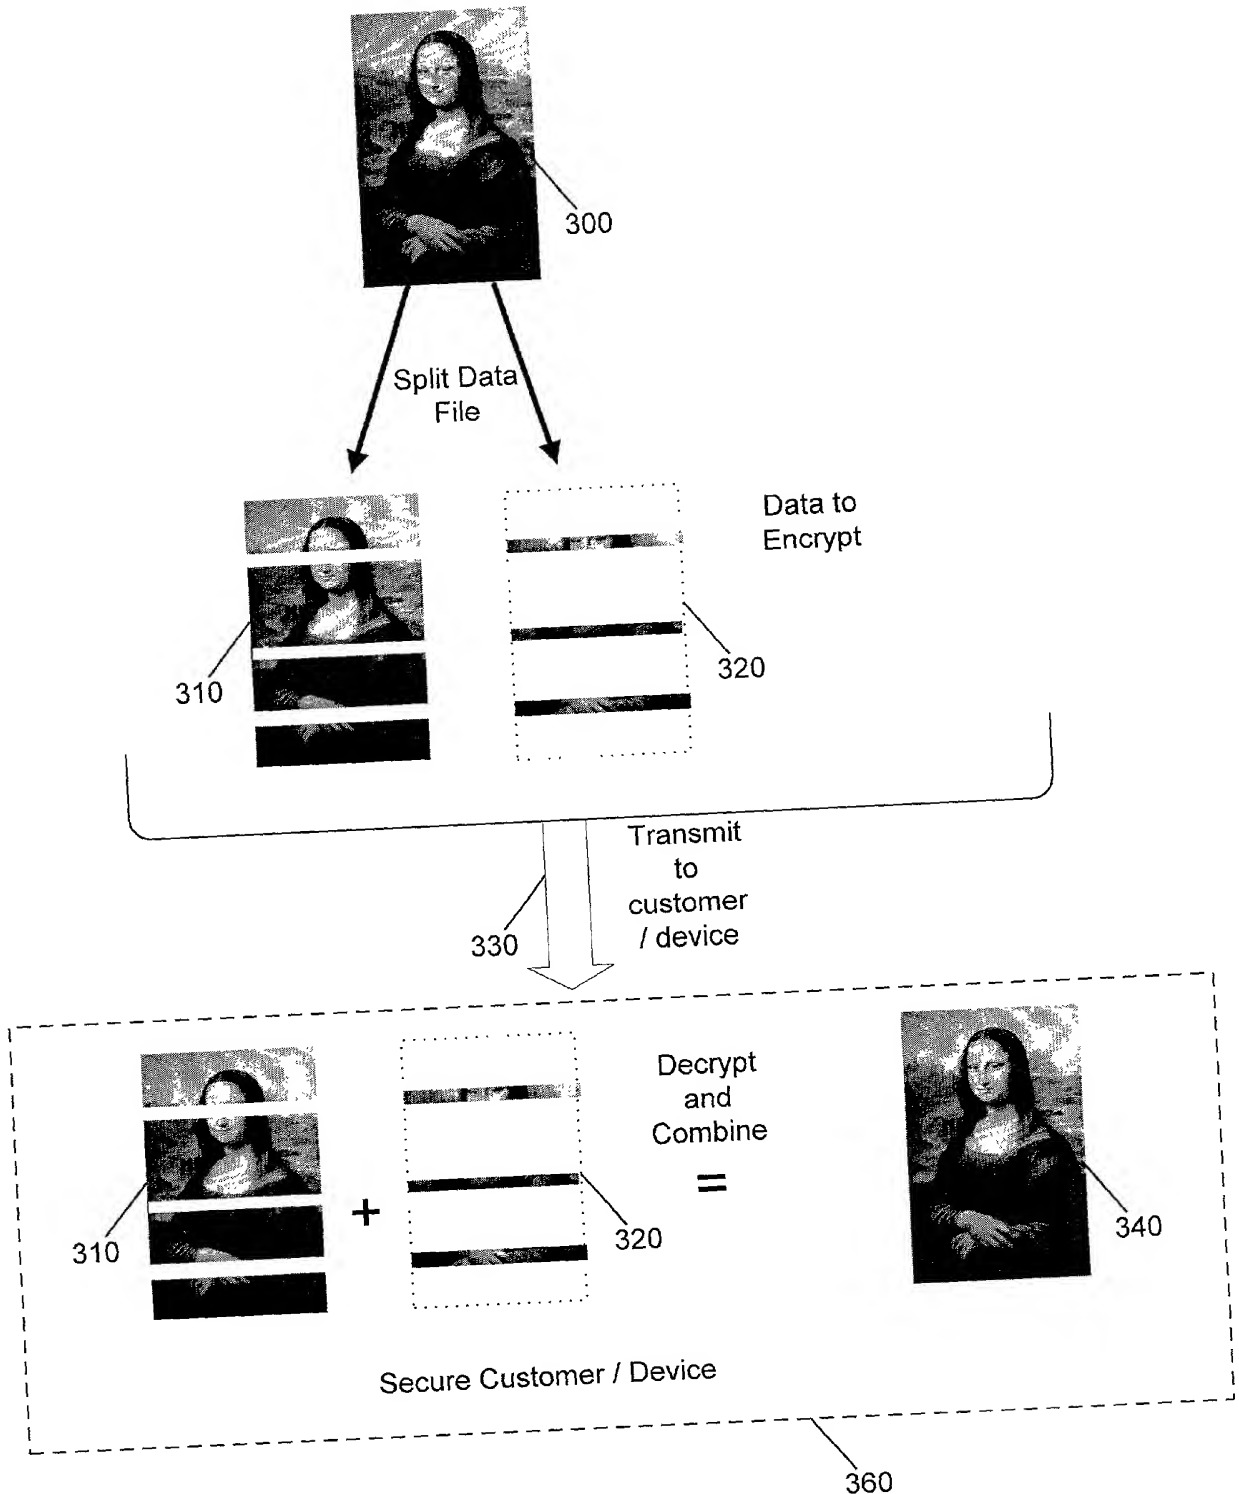 300
Split Data
File
Data to
Encrypt
310
320
Transmit
to
customer
/ device
330
Decrypt
and
Combine
310
+
320
=
340
Secure Customer / Device
360